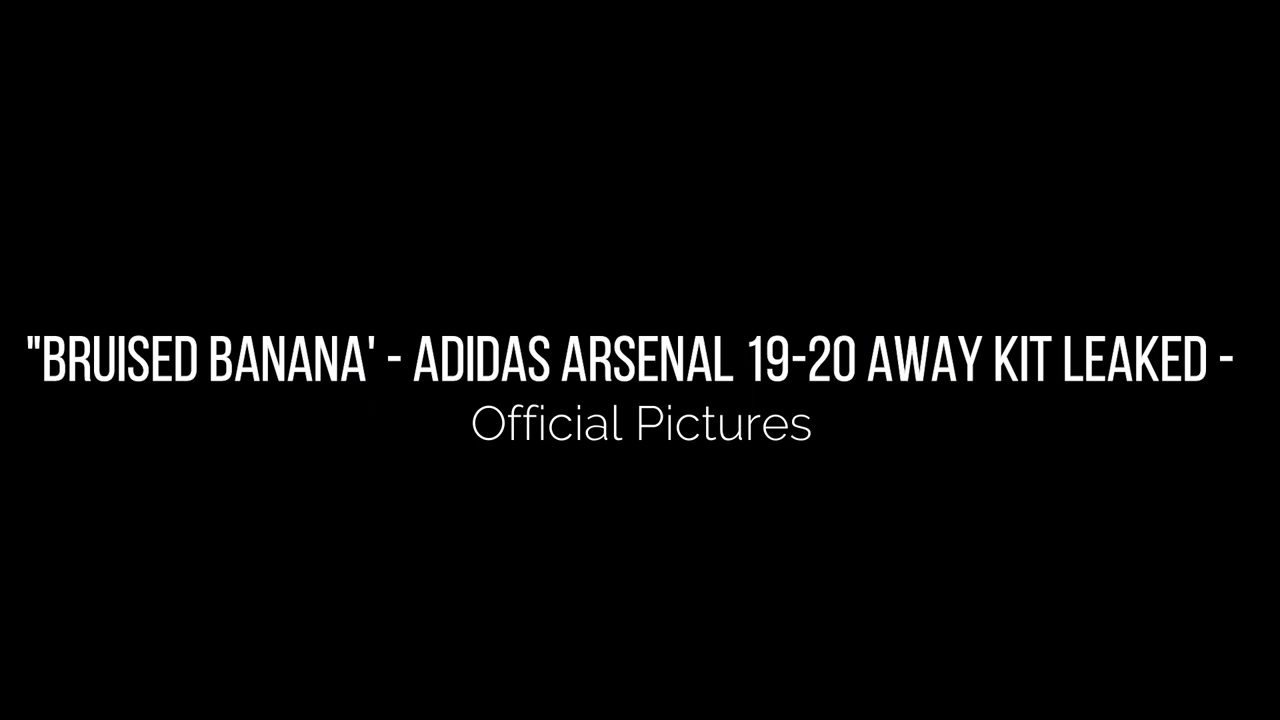 "BRUISED BANANA' - ADIDAS ARSENAL 19-20 AWAY KIT LEAKED -
Official Pictures